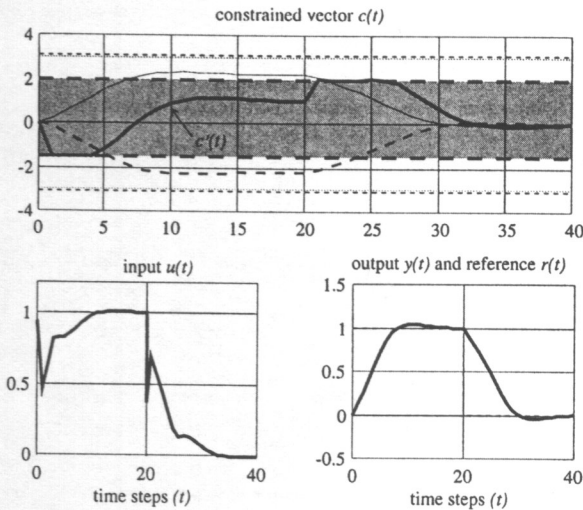 constrained vector c(t)
4
2
0
-2
-4
c'(t)
0 5 10 15 20 25 30 35 40
input u(t)
1
0.5
0
0 20 40
time steps (t)
output y(t) and reference r(t)
1.5
1
0.5
0
-0.5
0 20 40
time steps (t)